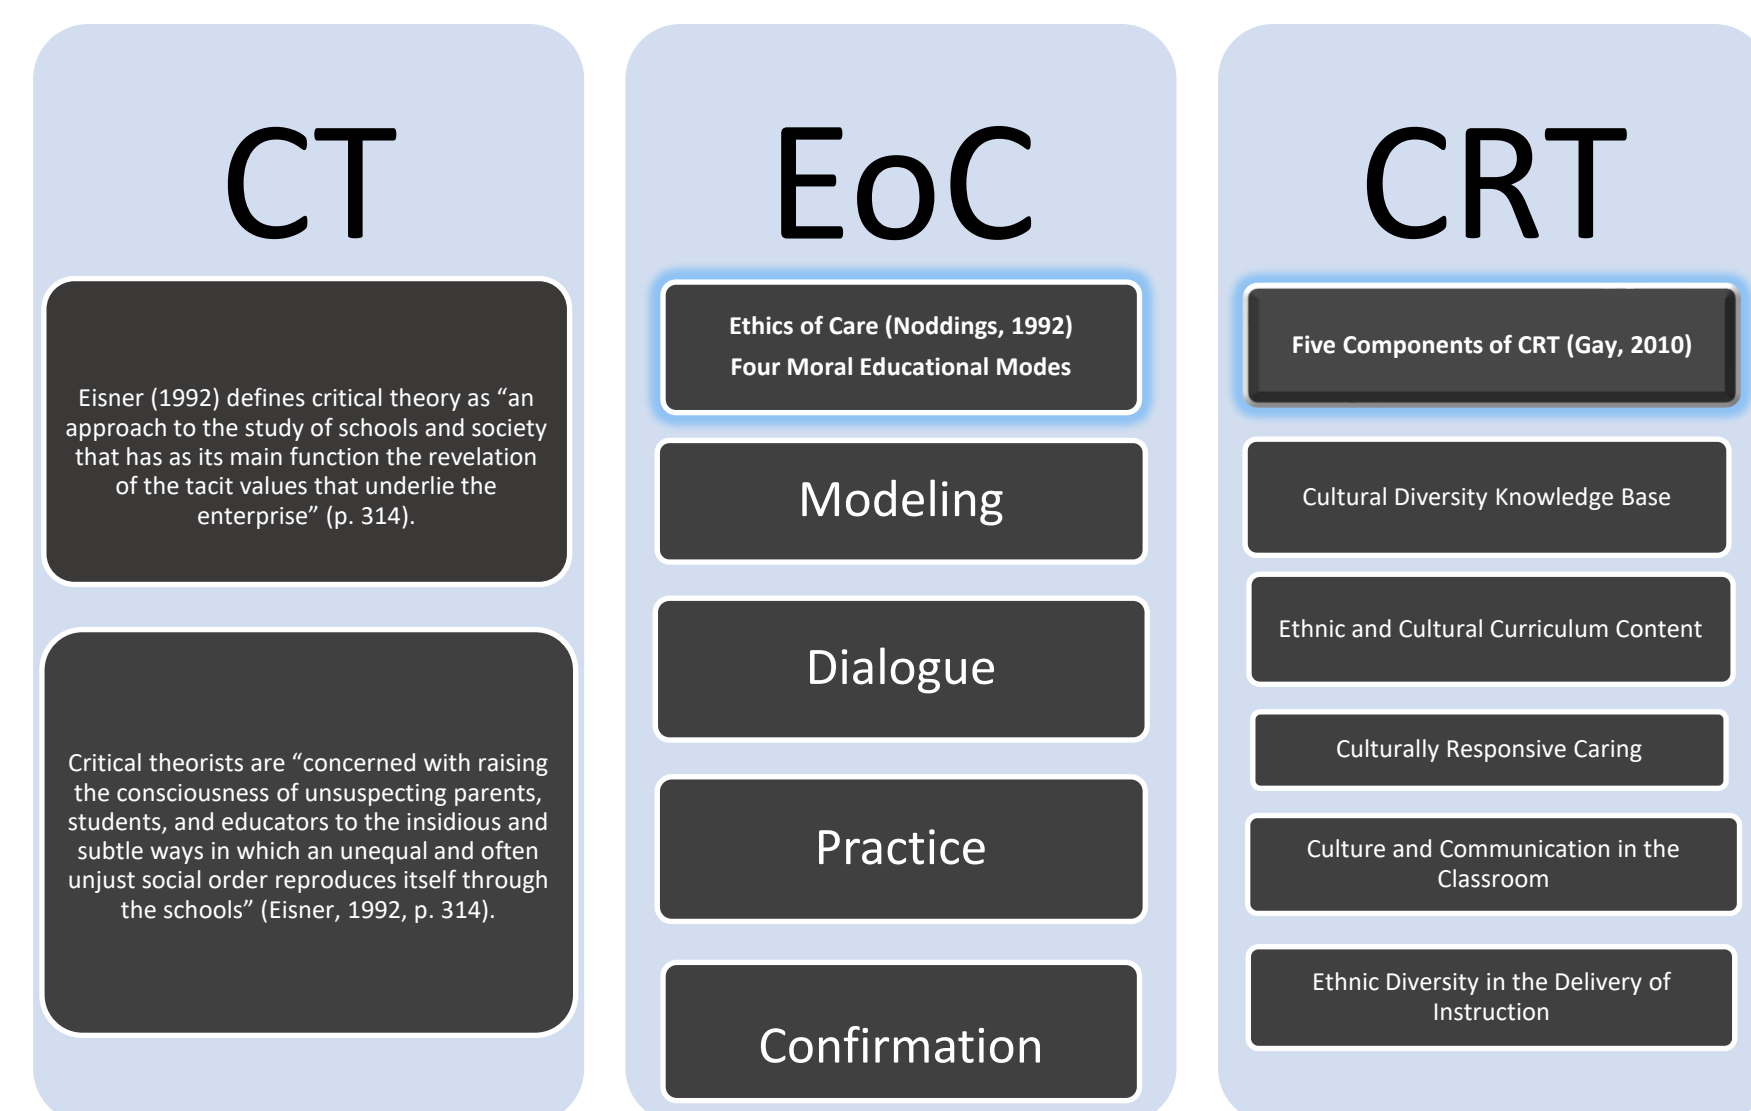 CT
Eisner (1992) defines critical theory as “an
approach to the study of schools and society
that has as its main function the revelation
of the tacit values that underlie the
enterprise” (p. 314).
Critical theorists are “concerned with raising
the consciousness of unsuspecting parents,
students, and educators to the insidious and
subtle ways in which an unequal and often
unjust social order reproduces itself through
the schools” (Eisner, 1992, p. 314).
EoC
Ethics of Care (Noddings, 1992)
Four Moral Educational Modes
Modeling
Dialogue
Practice
Confirmation
CRT
Five Components of CRT (Gay, 2010)
Cultural Diversity Knowledge Base
Ethnic and Cultural Curriculum Content
Culturally Responsive Caring
Culture and Communication in the
Classroom
Ethnic Diversity in the Delivery of
Instruction